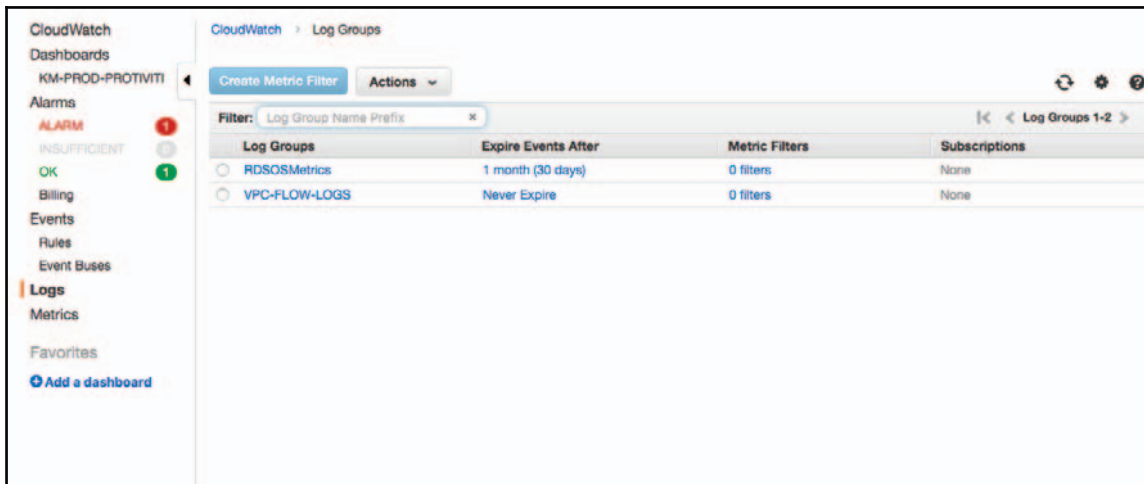 CloudWatch
Dashboards
KM-PROD-PROTIVITI
Alarms
ALARM 1
INSUFFICIENT 0
OK 1
Billing
Events
Rules
Event Buses
Logs
Metrics
Favorites
Add a dashboard
CloudWatch > Log Groups
Create Metric Filter Actions
Filter: Log Group Name Prefix × Log Groups 1-2
Log Groups Expire Events After Metric Filters Subscriptions
RDSOSMetrics 1 month (30 days) 0 filters None
VPC-FLOW-LOGS Never Expire 0 filters None